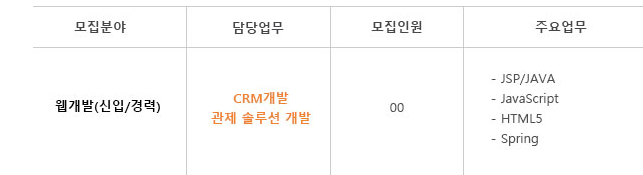 모집분야 담당업무 모집인원 주요업무
웹개발(신입/경력)
CRM개발
관제 솔루션 개발
00
- JSP/JAVA
- JavaScript
- HTML5
- Spring